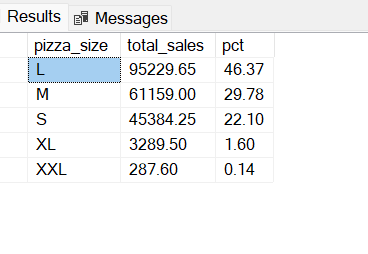 Results Messages
pizza_size total_sales pct
L 95229.65 46.37
M 61159.00 29.78
S 45384.25 22.10
XL 3289.50 1.60
XXL 287.60 0.14